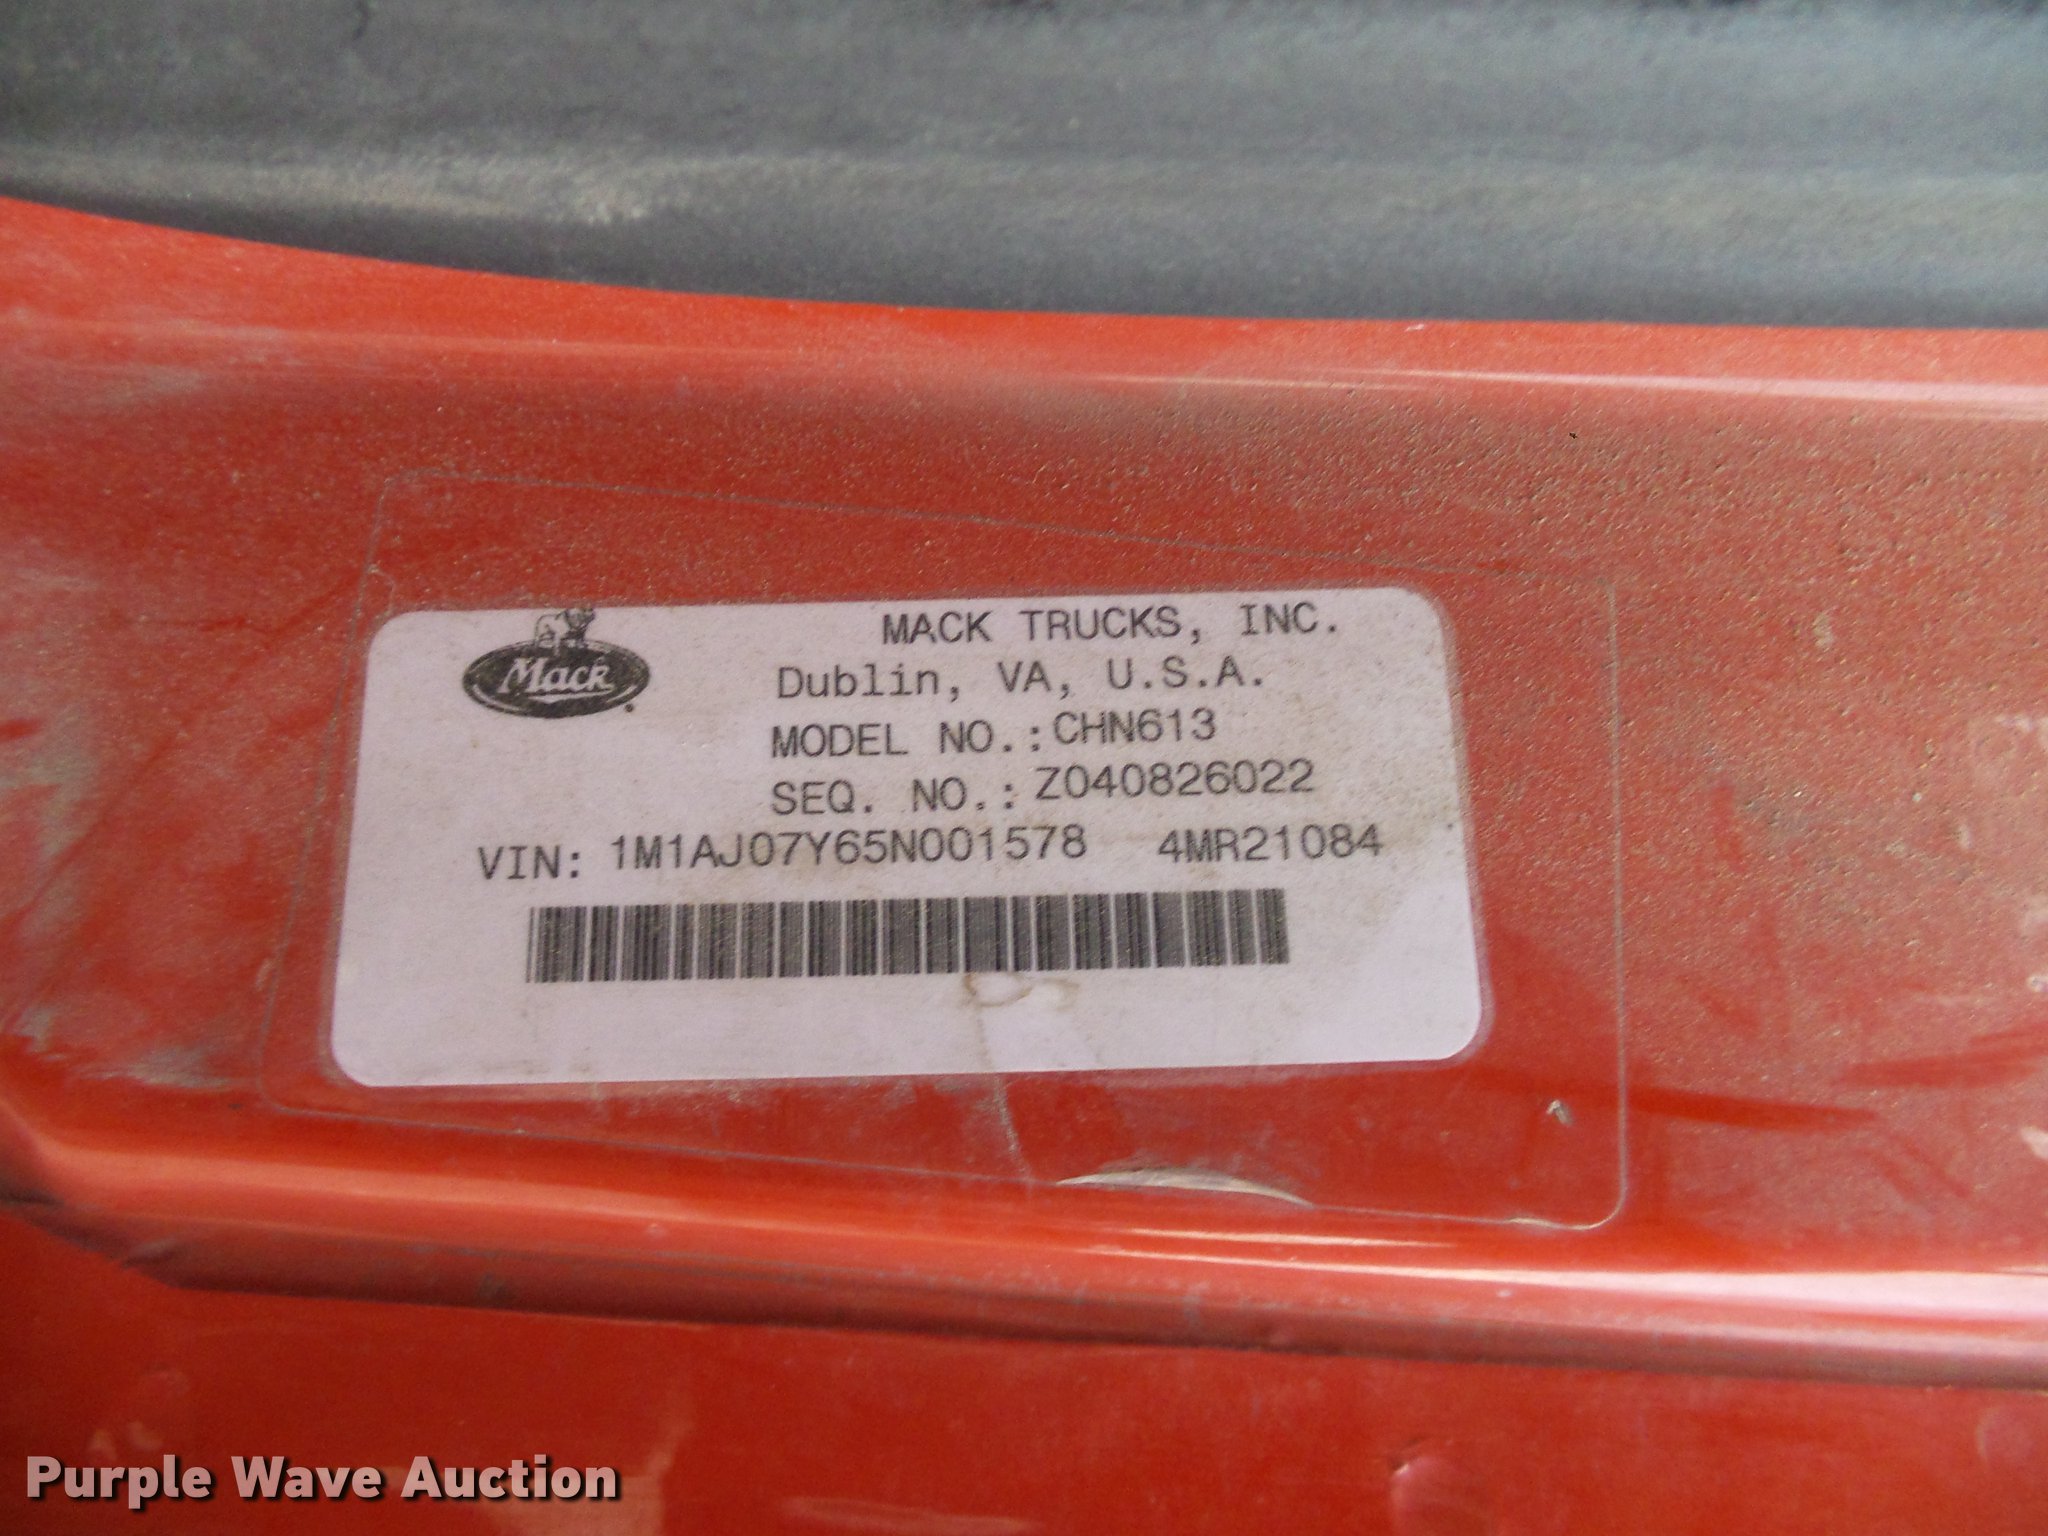 Mack
MACK TRUCKS, INC.
Dublin, VA, U.S.A.
MODEL NO.: CHN613
SEQ. NO.: Z040826022
VIN: 1M1AJ07Y65N001578 4MR21084
Purple Wave Auction